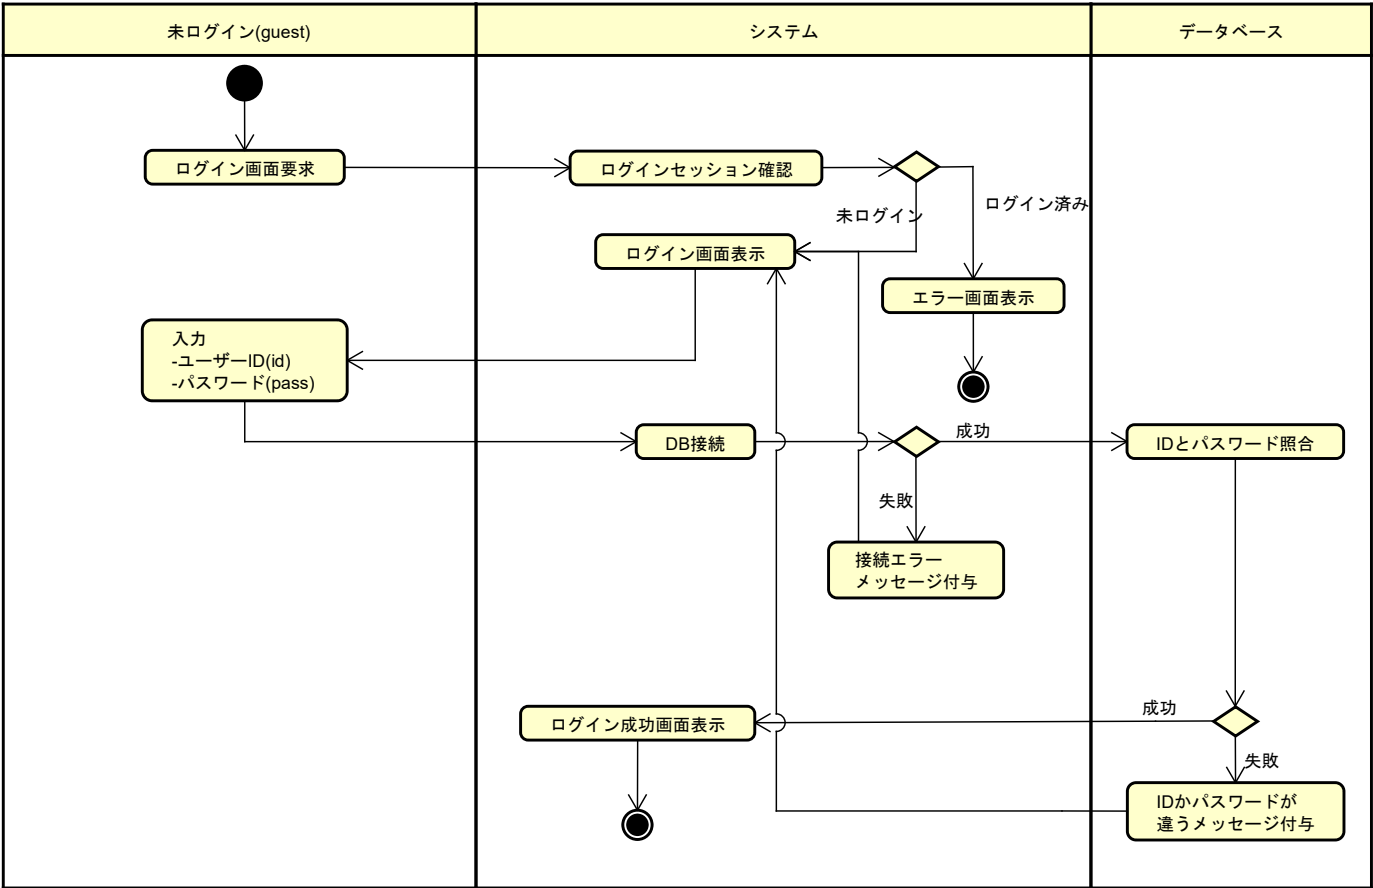 未ログイン(guest)
システム
データベース
ログイン画面要求
ログインセッション確認
未ログイン
ログイン済み
ログイン画面表示
エラー画面表示
入力
-ユーザーID(id)
-パスワード(pass)
DB接続
成功
IDとパスワード照合
失敗
接続エラー
メッセージ付与
ログイン成功画面表示
成功
失敗
IDかパスワードが
違うメッセージ付与